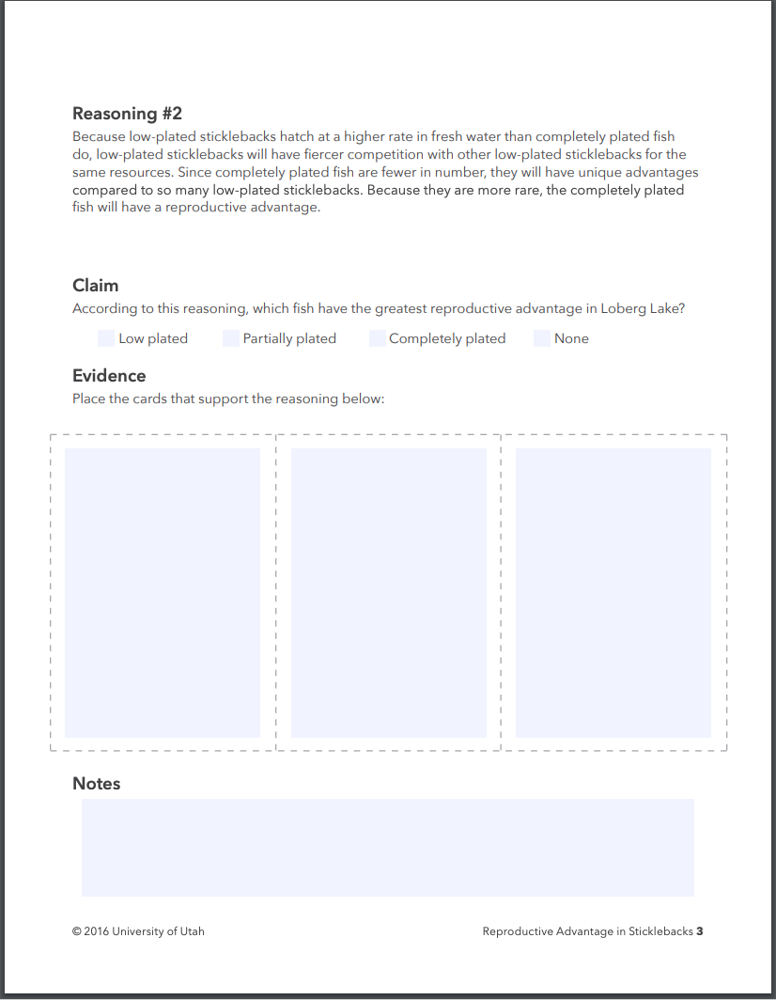 Reasoning #2
Because low-plated sticklebacks hatch at a higher rate in fresh water than completely plated fish
do, low-plated sticklebacks will have fiercer competition with other low-plated sticklebacks for the
same resources. Since completely plated fish are fewer in number, they will have unique advantages
compared to so many low-plated sticklebacks. Because they are more rare, the completely plated
fish will have a reproductive advantage.
Claim
According to this reasoning, which fish have the greatest reproductive advantage in Loberg Lake?
Low plated Partially plated Completely plated None
Evidence
Place the cards that support the reasoning below:
Notes
© 2016 University of Utah Reproductive Advantage in Sticklebacks 3